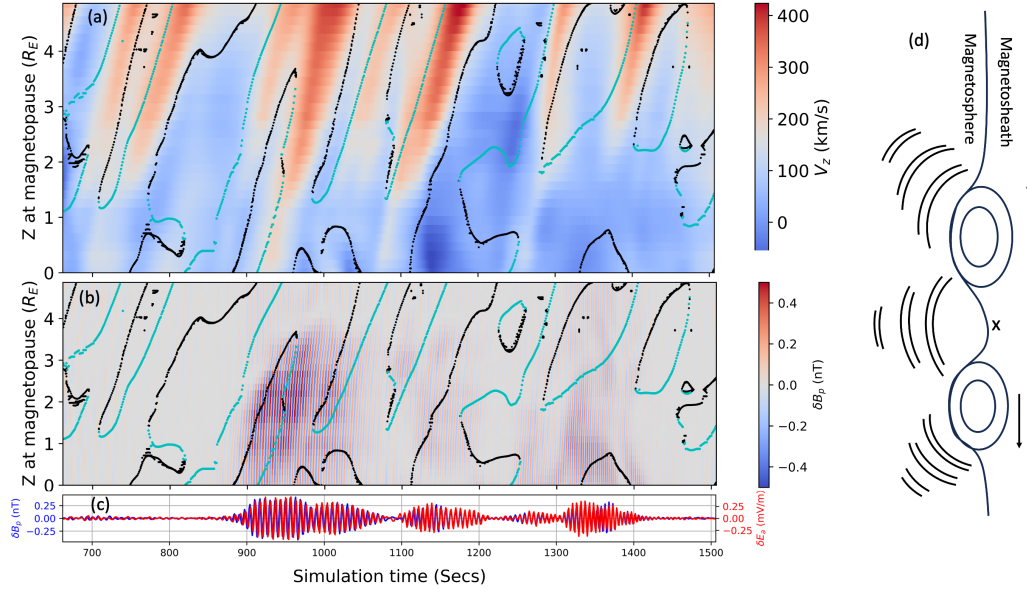 (a)
Z at magnetopause (R_E)
4
3
2
1
0
400
300
200
100
0
V_Z (km/s)
(b)
Z at magnetopause (R_E)
4
3
2
1
0
0.4
0.2
0.0
−0.2
−0.4
δB_p (nT)
(c)
δB_p (nT)
0.25
0.00
−0.25
0.25
0.00
−0.25
δE_a (mV/m)
700 800 900 1000 1100 1200 1300 1400 1500
Simulation time (Secs)
(d)
Magnetosphere
Magnetosheath
x